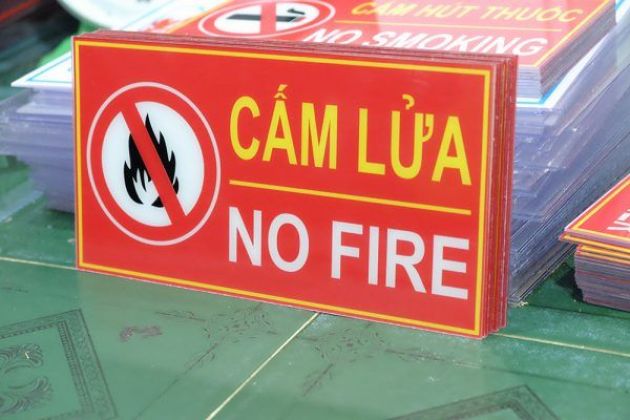 CẤM HÚT THUỐC
NO SMOKING
CẤM LỬA
NO FIRE